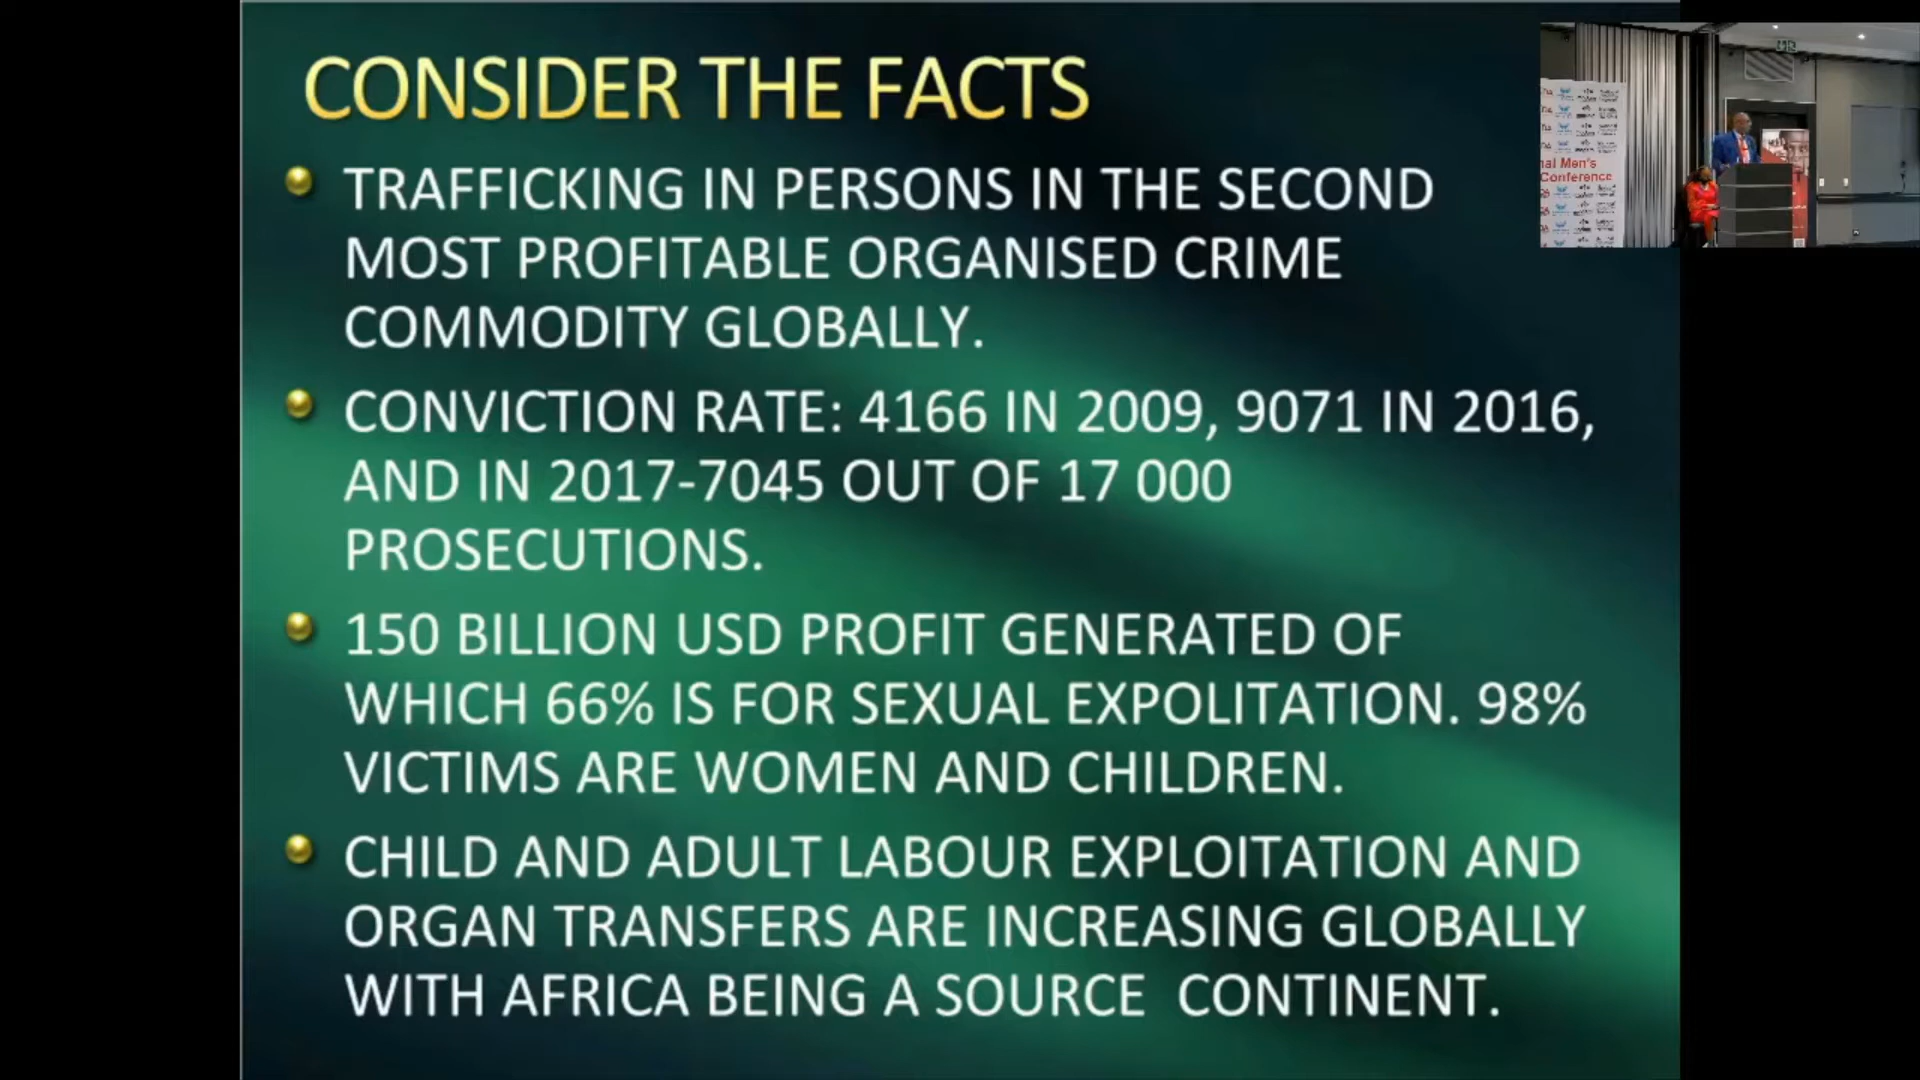 CONSIDER THE FACTS
TRAFFICKING IN PERSONS IN THE SECOND
MOST PROFITABLE ORGANISED CRIME
COMMODITY GLOBALLY.
CONVICTION RATE: 4166 IN 2009, 9071 IN 2016,
AND IN 2017-7045 OUT OF 17 000
PROSECUTIONS.
150 BILLION USD PROFIT GENERATED OF
WHICH 66% IS FOR SEXUAL EXPOLITATION. 98%
VICTIMS ARE WOMEN AND CHILDREN.
CHILD AND ADULT LABOUR EXPLOITATION AND
ORGAN TRANSFERS ARE INCREASING GLOBALLY
WITH AFRICA BEING A SOURCE CONTINENT.
nal Men's
Conference